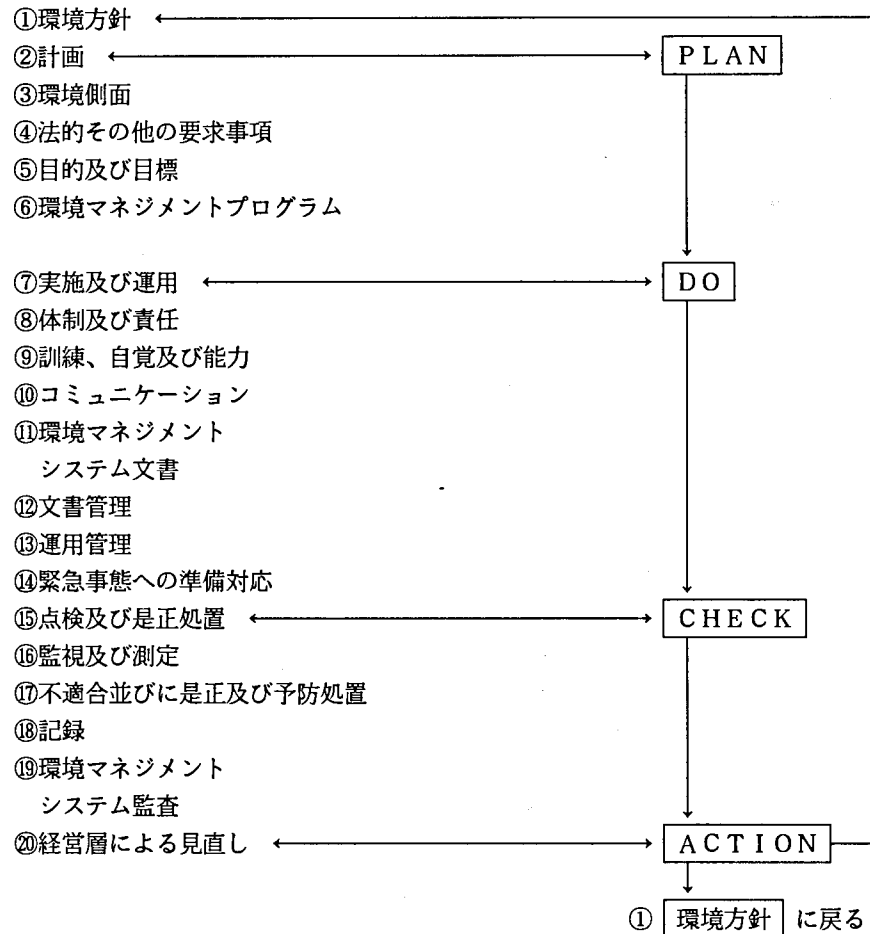 ①環境方針
②計画 PLAN
③環境側面
④法的その他の要求事項
⑤目的及び目標
⑥環境マネジメントプログラム
⑦実施及び運用 DO
⑧体制及び責任
⑨訓練、自覚及び能力
⑩コミュニケーション
⑪環境マネジメント
システム文書
⑫文書管理
⑬運用管理
⑭緊急事態への準備対応
⑮点検及び是正処置 CHECK
⑯監視及び測定
⑰不適合並びに是正及び予防処置
⑱記録
⑲環境マネジメント
システム監査
⑳経営層による見直し ACTION
① 環境方針 に戻る